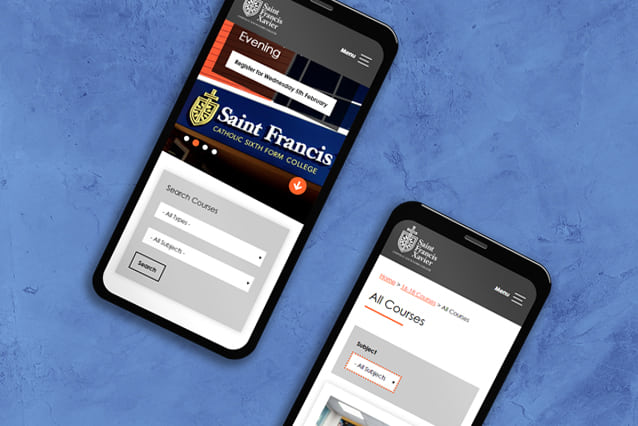 Saint
Francis
Xavier
Menu
Evening
Register for Wednesday 5th February
Saint Francis
CATHOLIC SIXTH FORM COLLEGE
Search Courses
- All Types -
- All Subjects -
Search
Saint
Francis
Xavier
Menu
Home > 16-18 Courses > All Courses
All Courses
Subject
- All Subjects